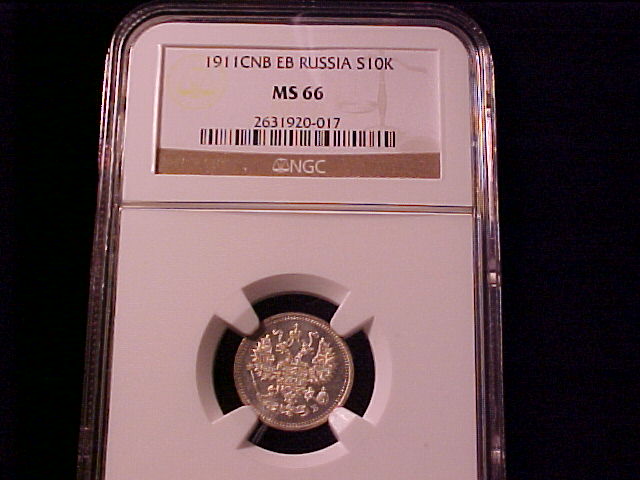 1911CNB EB RUSSIA S10K
MS 66
2631920-017
NGC